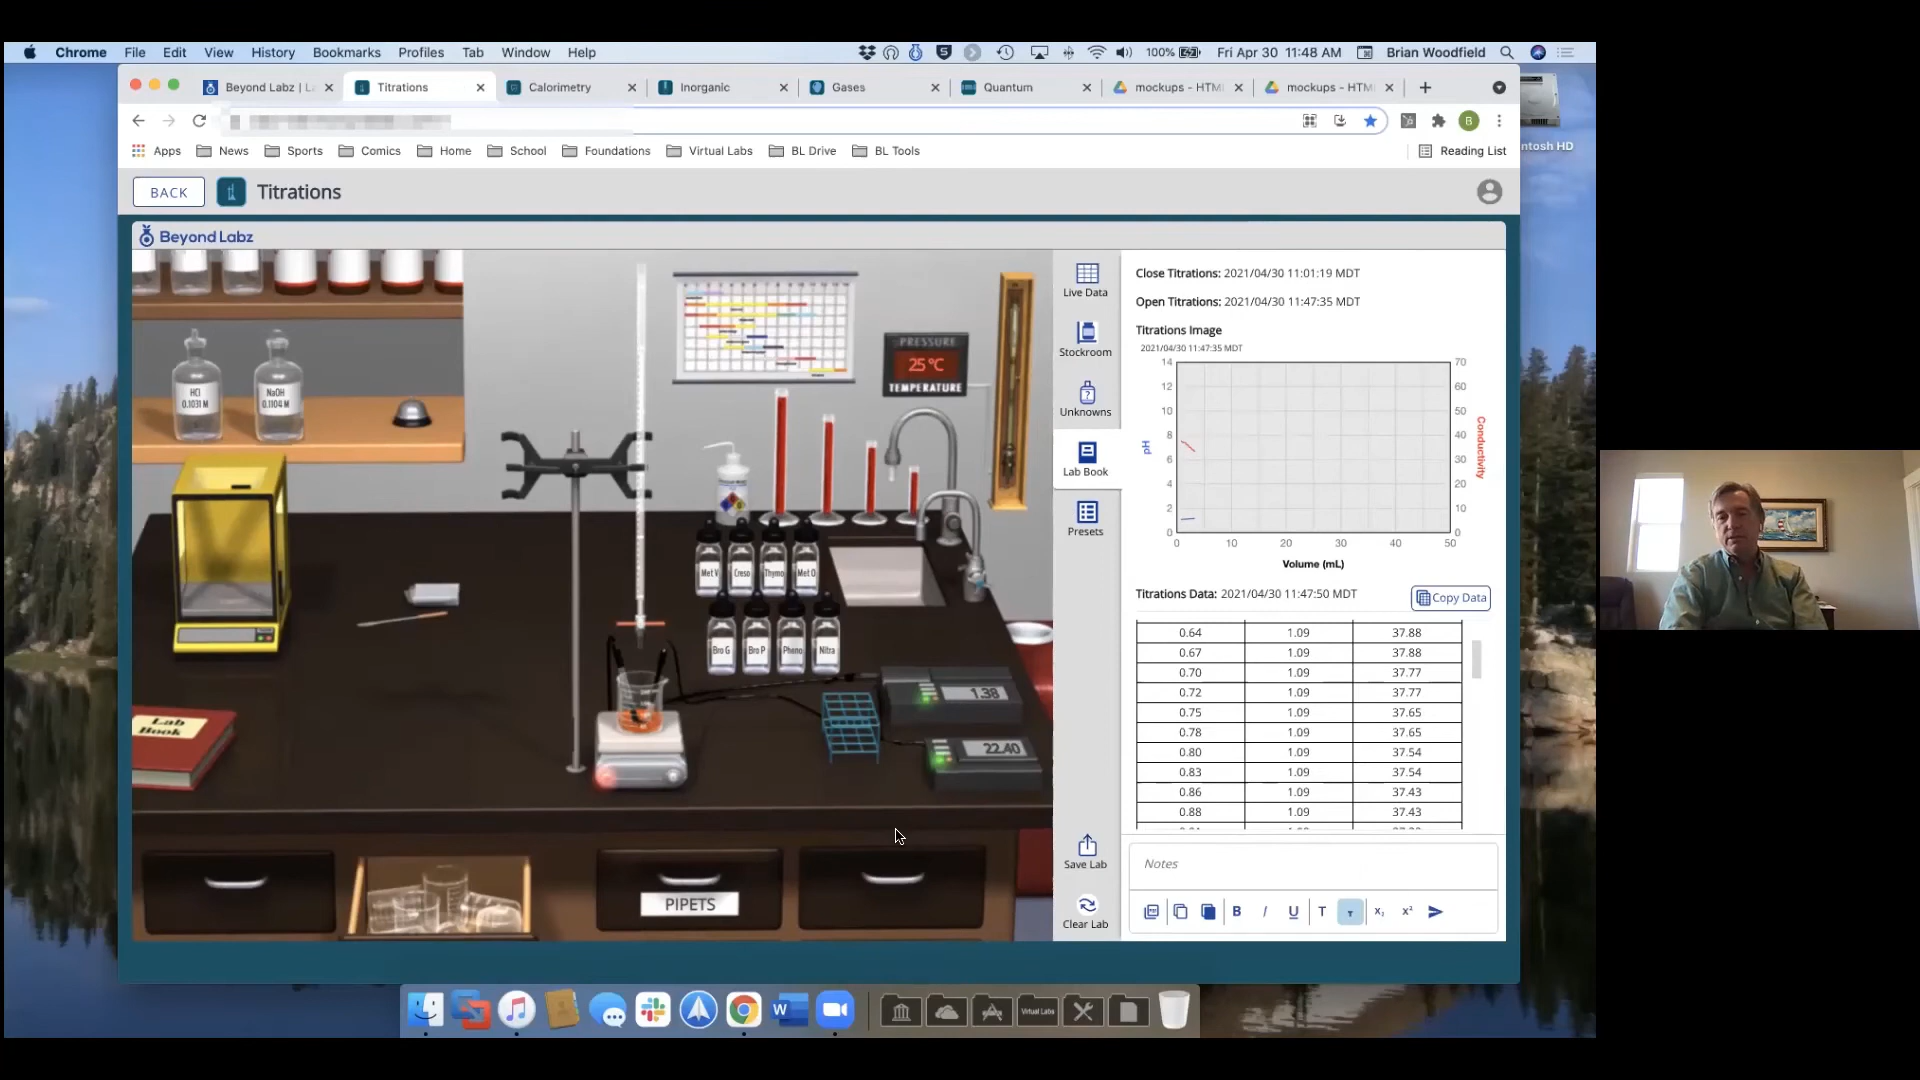 Chrome File Edit View History Bookmarks Profiles Tab Window Help
100% Fri Apr 30 11:48 AM Brian Woodfield
Beyond Labz | L Titrations Calorimetry Inorganic Gases Quantum mockups - HTM mockups - HTM
B
Apps News Sports Comics Home School Foundations Virtual Labs BL Drive BL Tools Reading List
ntosh HD
BACK Titrations
Beyond Labz
Live Data
Stockroom
Unknowns
Lab Book
Presets
Save Lab
Clear Lab
HCl
0.1031 M
NaOH
0.1104 M
PRESSURE
25 °C
TEMPERATURE
Met V Creso Thymo Met O
Bro G Bro P Pheno Nitra
1.38
22.40
Lab
Book
PIPETS
Close Titrations: 2021/04/30 11:01:19 MDT
Open Titrations: 2021/04/30 11:47:35 MDT
Titrations Image
2021/04/30 11:47:35 MDT
14 70
12 60
10 50
8 40
6 30
4 20
2 10
0 0
pH
Conductivity
0 10 20 30 40 50
Volume (mL)
Titrations Data: 2021/04/30 11:47:50 MDT
Copy Data
0.64 1.09 37.88
0.67 1.09 37.88
0.70 1.09 37.77
0.72 1.09 37.77
0.75 1.09 37.65
0.78 1.09 37.65
0.80 1.09 37.54
0.83 1.09 37.54
0.86 1.09 37.43
0.88 1.09 37.43
Notes
B I U T T x₁ x²
Virtual Labs